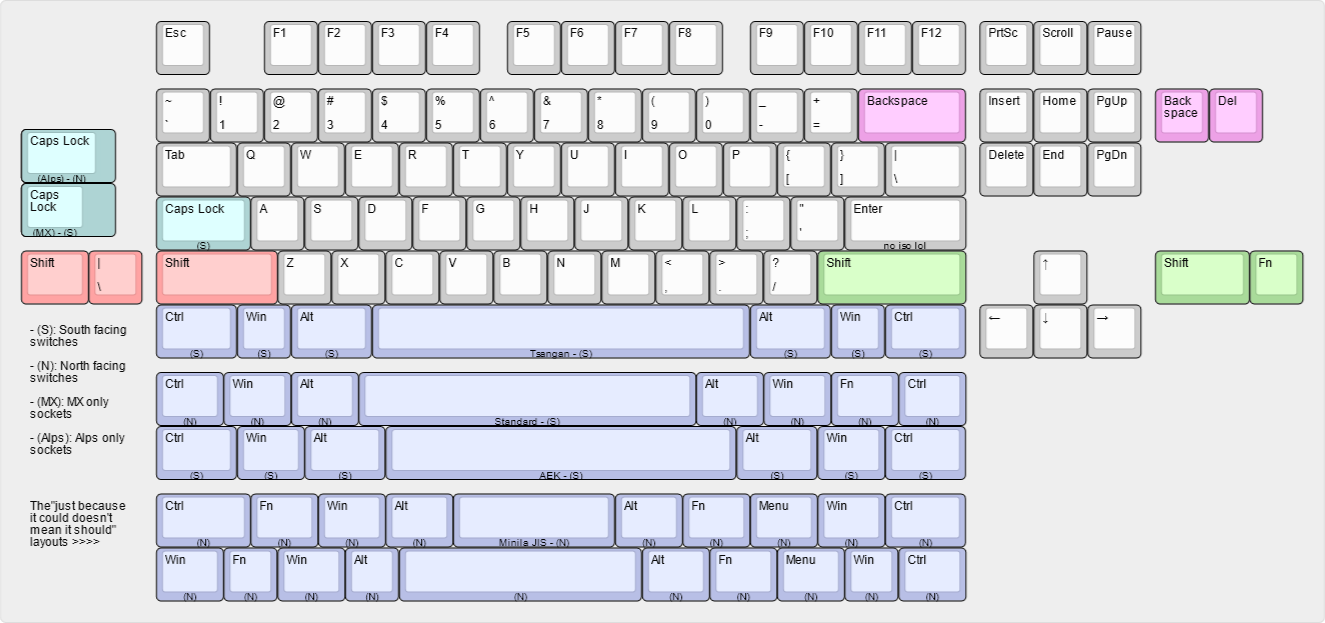 Esc F1 F2 F3 F4 F5 F6 F7 F8 F9 F10 F11 F12 PrtSc Scroll Pause
~ ! @ # $ % ^ & * ( ) _ + Backspace Insert Home PgUp Back Del
space
` 1 2 3 4 5 6 7 8 9 0 - =
Caps Lock
(Alps) - (N)
Tab Q W E R T Y U I O P { } | Delete End PgDn
[ ] \
Caps
Lock
(MX) - (S)
Caps Lock A S D F G H J K L : " Enter
; '
(S) no iso lol
Shift | Shift Z X C V B N M < > ? Shift ↑ Shift Fn
\ , . /
Ctrl Win Alt Alt Win Ctrl ← ↓ →
(S) (S) (S) Tsangan - (S) (S) (S) (S)
- (S): South facing
switches
- (N): North facing
switches
- (MX): MX only
sockets
- (Alps): Alps only
sockets
Ctrl Win Alt Alt Win Fn Ctrl
(N) (N) (N) Standard - (S) (N) (N) (N) (N)
Ctrl Win Alt Alt Win Ctrl
(S) (S) (S) AEK - (S) (S) (S) (S)
The"just because
it could doesn't
mean it should"
layouts >>>>
Ctrl Fn Win Alt Alt Fn Menu Win Ctrl
(N) (N) (N) (N) Minila JIS - (N) (N) (N) (N) (N) (N)
Win Fn Win Alt Alt Fn Menu Win Ctrl
(N) (N) (N) (N) (N) (N) (N) (N) (N) (N)